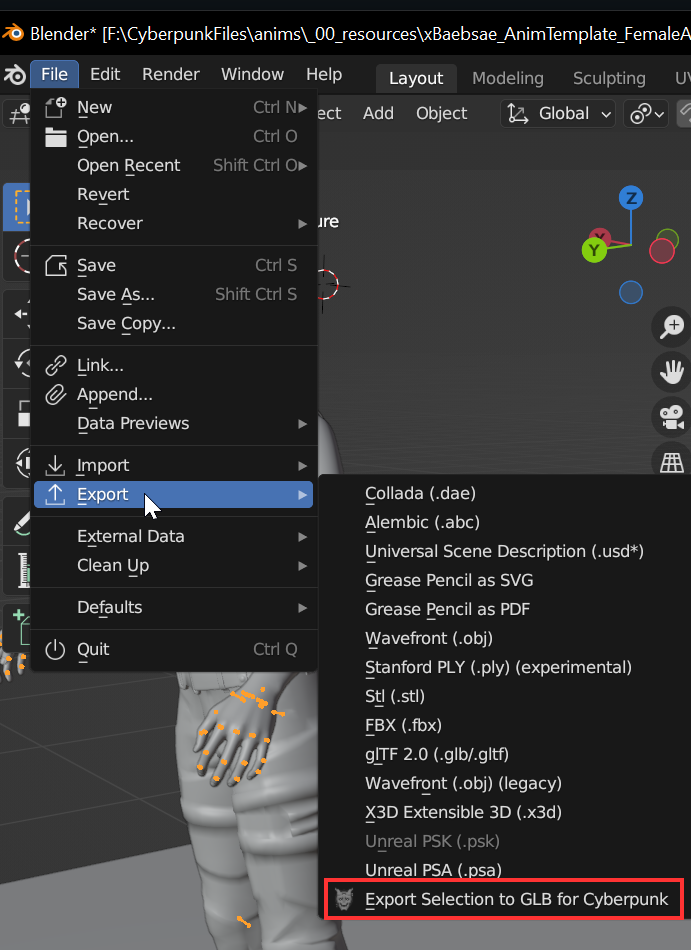 Blender* [F:\CyberpunkFiles\anims\_00_resources\xBaebsae_AnimTemplate_FemaleA
File Edit Render Window Help Layout Modeling Sculpting UV
New Ctrl N
ect Add Object Global
Open... Ctrl O
Open Recent Shift Ctrl O
Revert
Recover
ure
Z
X
Y
Save Ctrl S
Save As... Shift Ctrl S
Save Copy...
Link...
Append...
Data Previews
Import
Export
Collada (.dae)
Alembic (.abc)
External Data
Universal Scene Description (.usd*)
Clean Up
Grease Pencil as SVG
Defaults
Grease Pencil as PDF
Wavefront (.obj)
Quit Ctrl Q
Stanford PLY (.ply) (experimental)
Stl (.stl)
FBX (.fbx)
glTF 2.0 (.glb/.gltf)
Wavefront (.obj) (legacy)
X3D Extensible 3D (.x3d)
Unreal PSK (.psk)
Unreal PSA (.psa)
Export Selection to GLB for Cyberpunk